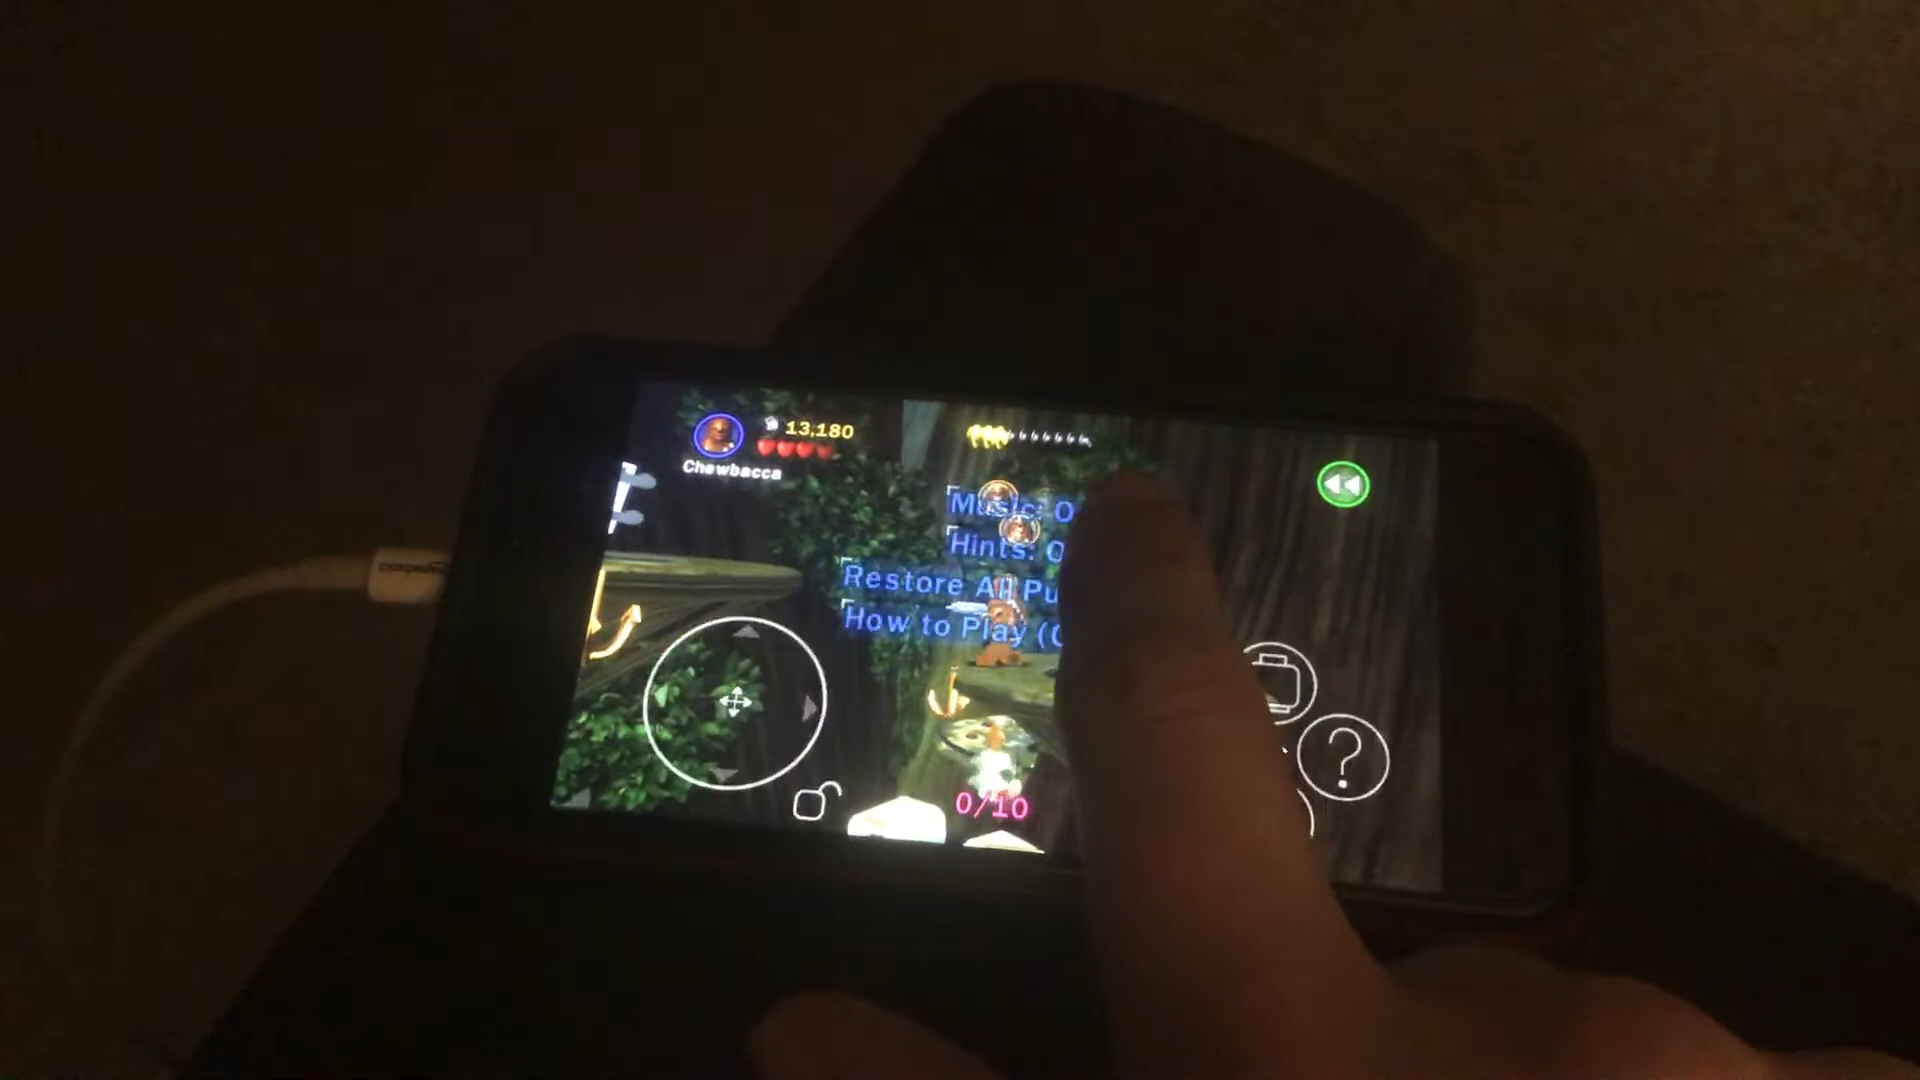 13,180
Chewbacca
Music: O
Hints: O
Restore All Pu
How to Play (
0/10
?